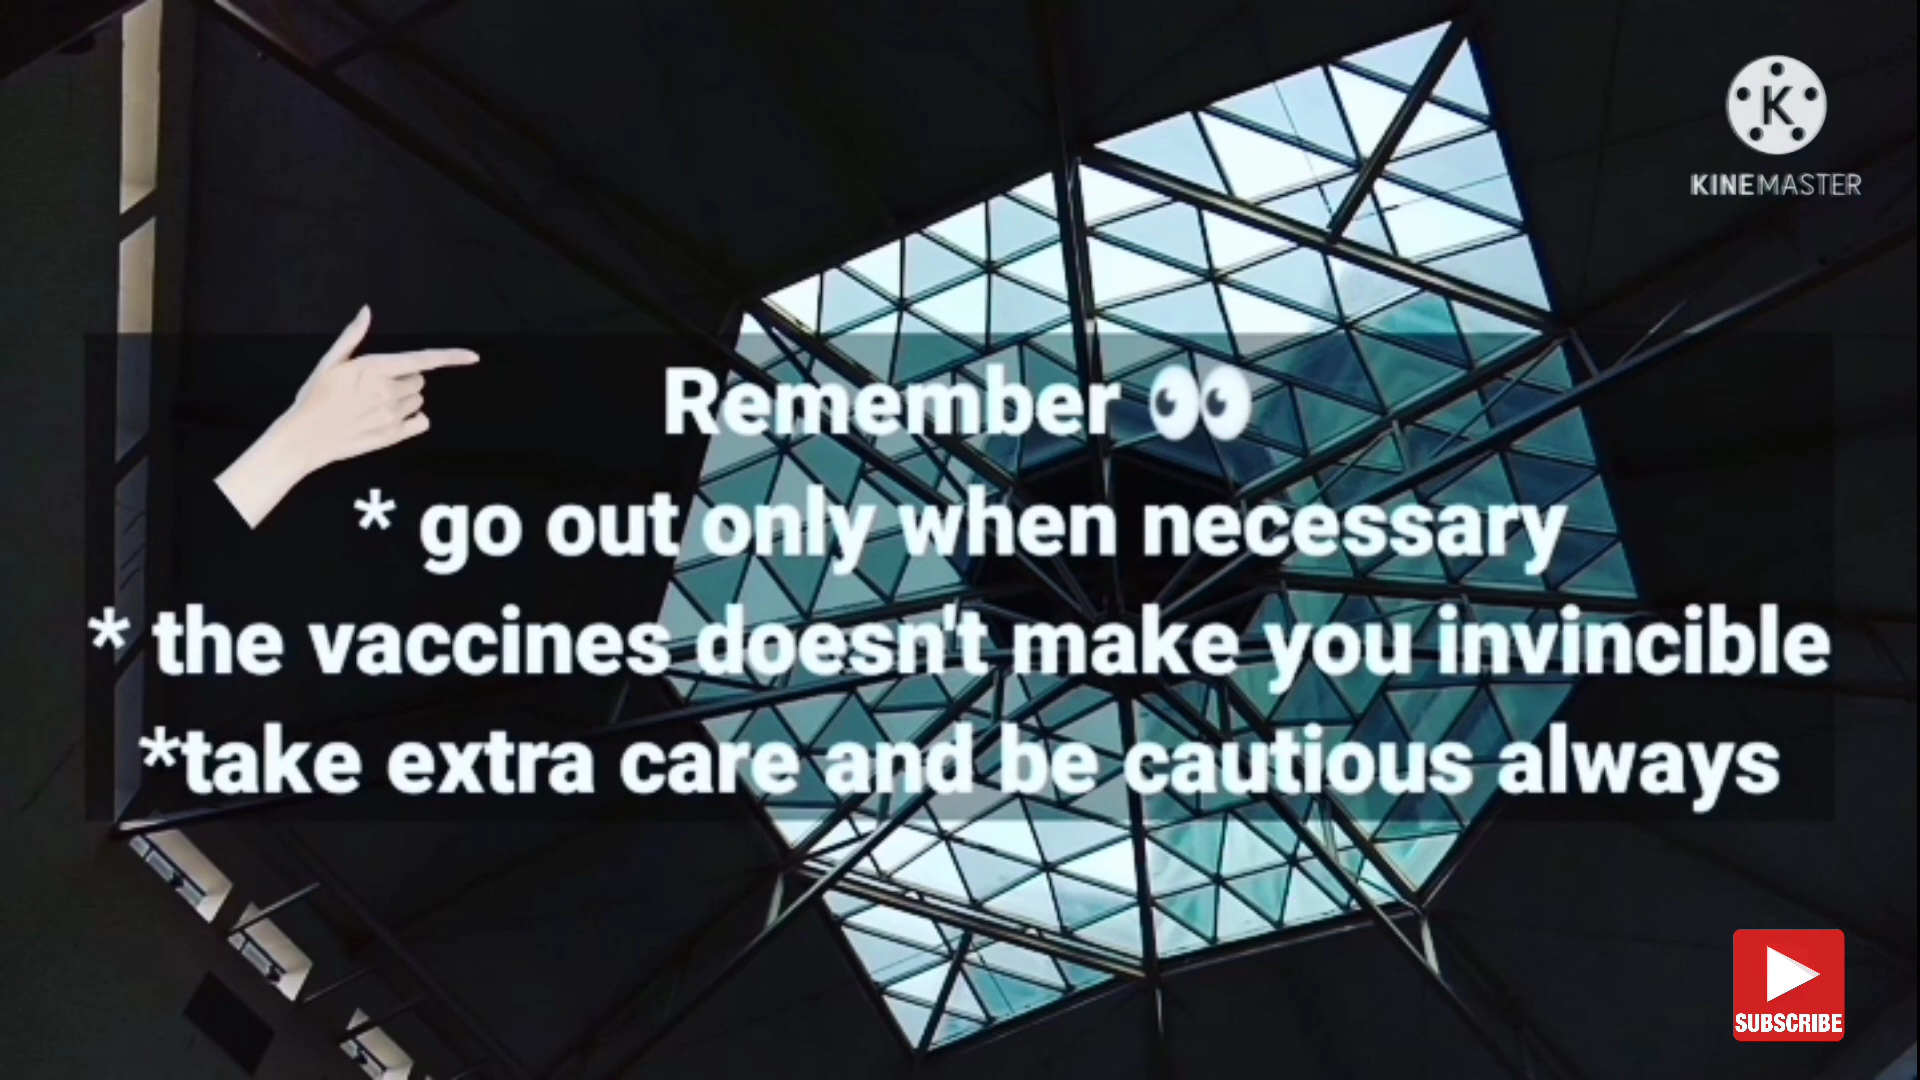 K
KINEMASTER
Remember 👀
* go out only when necessary
* the vaccines doesn't make you invincible
*take extra care and be cautious always
SUBSCRIBE